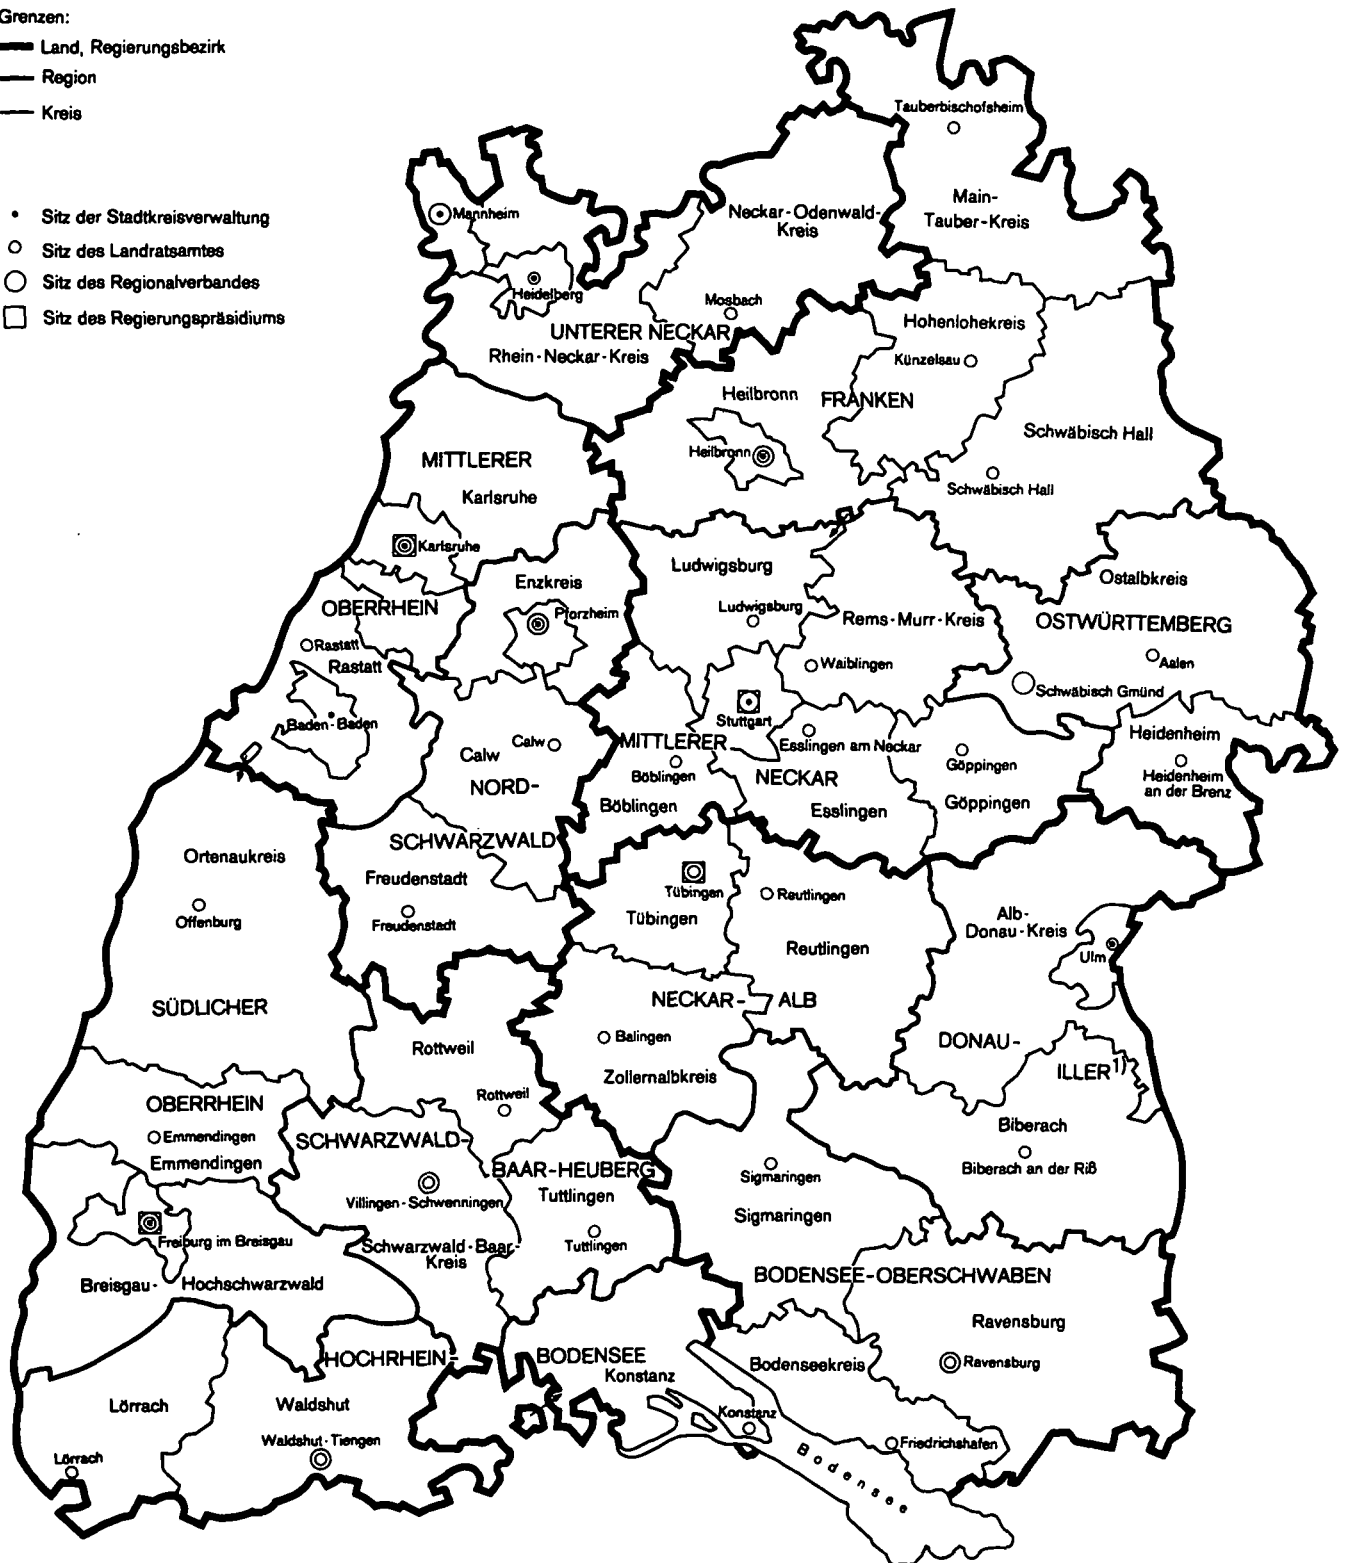 Grenzen:
Land, Regierungsbezirk
Region
Kreis
Sitz der Stadtkreisverwaltung
Sitz des Landratsamtes
Sitz des Regionalverbandes
Sitz des Regierungspräsidiums
Tauberbischofsheim
Main-
Tauber-Kreis
Mannheim
Neckar-Odenwald-
Kreis
Heidelberg
Mosbach
UNTERER NECKAR
Rhein-Neckar-Kreis
Hohenlohekreis
Künzelsau
Heilbronn
FRANKEN
Schwäbisch Hall
Heilbronn
Schwäbisch Hall
MITTLERER
Karlsruhe
Karlsruhe
Enzkreis
Pforzheim
OBERRHEIN
Rastatt
Rastatt
Baden-Baden
Ludwigsburg
Ludwigsburg
Rems-Murr-Kreis
Waiblingen
Ostalbkreis
OSTWÜRTTEMBERG
Aalen
Schwäbisch Gmünd
Stuttgart
Calw
Calw
NORD-
MITTLERER
Böblingen
Böblingen
Esslingen am Neckar
NECKAR
Esslingen
Göppingen
Göppingen
Heidenheim
Heidenheim
an der Brenz
SCHWARZWALD
Freudenstadt
Freudenstadt
Ortenaukreis
Offenburg
SÜDLICHER
Tübingen
Tübingen
Reutlingen
Reutlingen
Alb-
Donau-Kreis
Ulm
NECKAR-ALB
Balingen
Zollernalbkreis
DONAU-
ILLER1)
Rottweil
Rottweil
OBERRHEIN
Emmendingen
Emmendingen
SCHWARZWALD-
BAAR-HEUBERG
Villingen-Schwenningen
Tuttlingen
Tuttlingen
Schwarzwald-Baar-
Kreis
Biberach
Biberach an der Riß
Sigmaringen
Sigmaringen
Freiburg im Breisgau
Breisgau-Hochschwarzwald
BODENSEE-OBERSCHWABEN
Ravensburg
Ravensburg
HOCHRHEIN-
BODENSEE
Konstanz
Bodenseekreis
Lörrach
Waldshut
Konstanz
Waldshut-Tiengen
Friedrichshafen
Lörrach
Bodensee